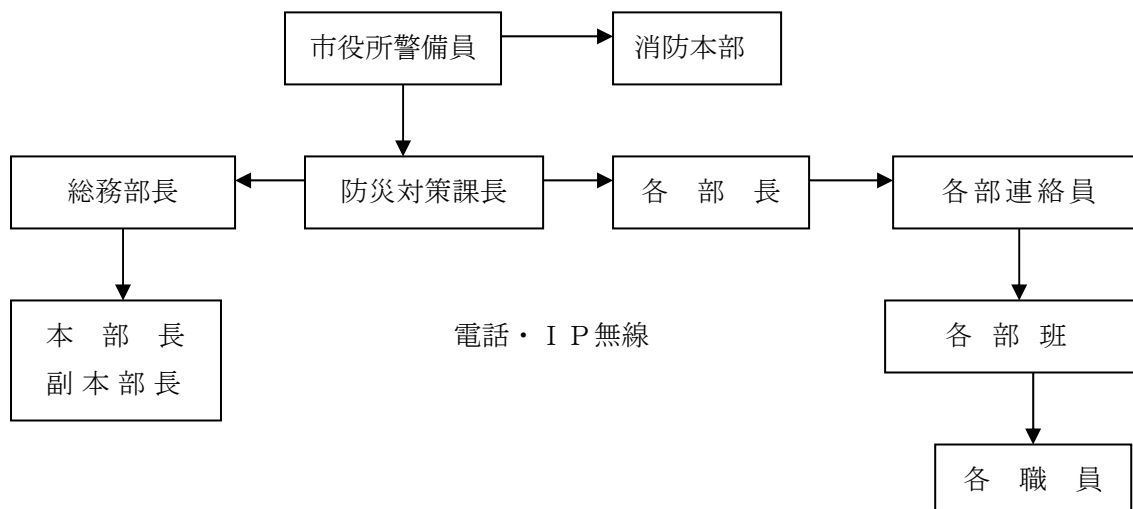 市役所警備員
消防本部
総務部長
防災対策課長
各　部　長
各部連絡員
本　部　長
副 本 部 長
電話・ＩＰ無線
各 部 班
各　職　員